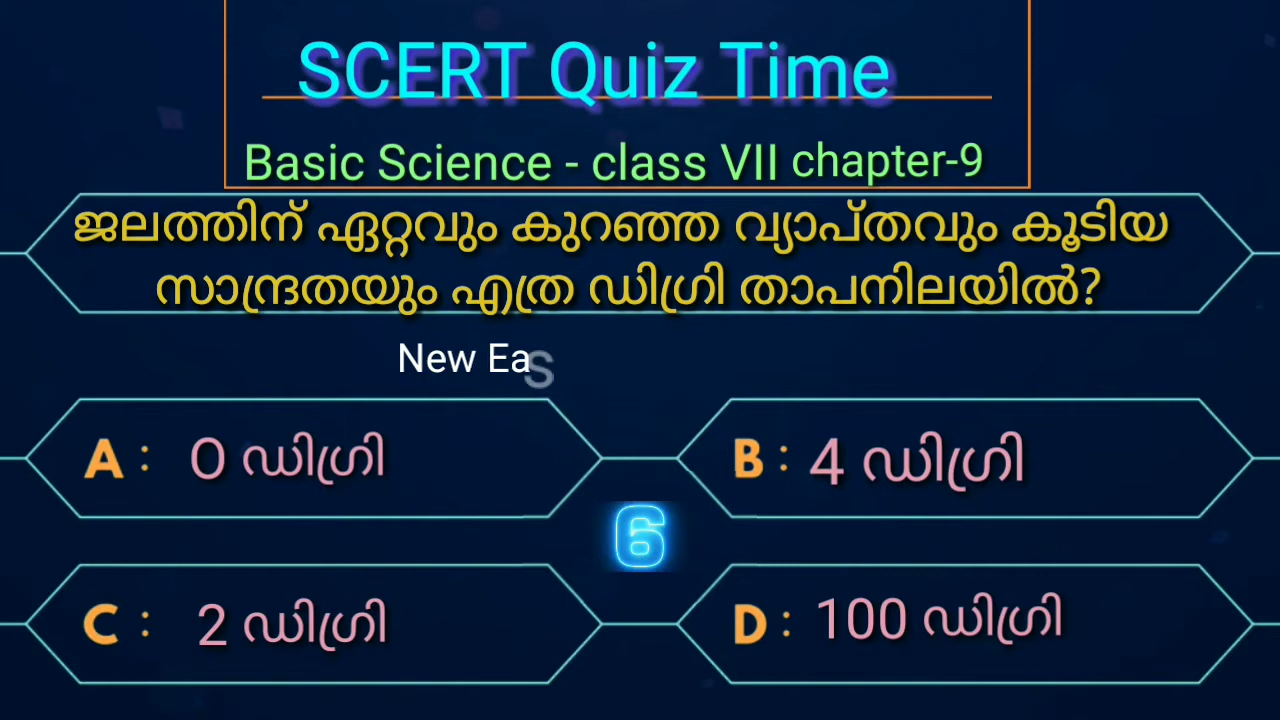 SCERT Quiz Time
Basic Science - class VII chapter-9
ജലത്തിന് ഏറ്റവും കുറഞ്ഞ വ്യാപ്തവും കൂടിയ
സാന്ദ്രതയും എത്ര ഡിഗ്രി താപനിലയിൽ?
New Eas
A : 0 ഡിഗ്രി
B : 4 ഡിഗ്രി
6
C : 2 ഡിഗ്രി
D : 100 ഡിഗ്രി